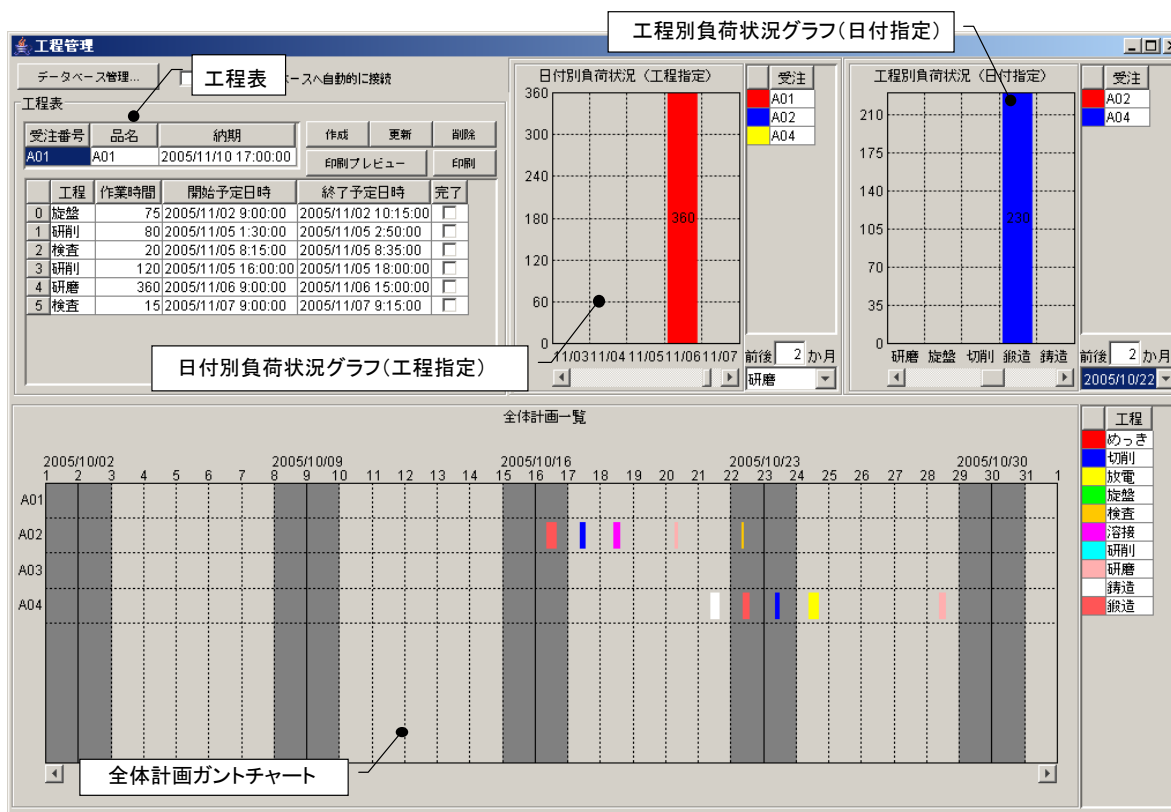 工程別負荷状況グラフ(日付指定)
工程管理
データベース管理...
工程表
ースへ自動的に接続
工程表
受注番号 品名 納期
A01 A01 2005/11/10 17:00:00
作成 更新 削除
印刷プレビュー 印刷
工程 作業時間 開始予定日時 終了予定日時 完了
0 旋盤 75 2005/11/02 9:00:00 2005/11/02 10:15:00
1 研削 80 2005/11/05 1:30:00 2005/11/05 2:50:00
2 検査 20 2005/11/05 8:15:00 2005/11/05 8:35:00
3 研削 120 2005/11/05 16:00:00 2005/11/05 18:00:00
4 研磨 360 2005/11/06 9:00:00 2005/11/06 15:00:00
5 検査 15 2005/11/07 9:00:00 2005/11/07 9:15:00
日付別負荷状況グラフ(工程指定)
日付別負荷状況(工程指定)
360
300
240
180
120
60
0
360
11/03 11/04 11/05 11/06 11/07
受注
A01
A02
A04
前後 2 か月
研磨
工程別負荷状況(日付指定)
210
175
140
105
70
35
0
230
研磨 旋盤 切削 鍛造 鋳造
受注
A02
A04
前後 2 か月
2005/10/22
全体計画一覧
2005/10/02 2005/10/09 2005/10/16 2005/10/23 2005/10/30
1 2 3 4 5 6 7 8 9 10 11 12 13 14 15 16 17 18 19 20 21 22 23 24 25 26 27 28 29 30 31 1
A01
A02
A03
A04
全体計画ガントチャート
工程
めっき
切削
放電
旋盤
検査
溶接
研削
研磨
鋳造
鍛造